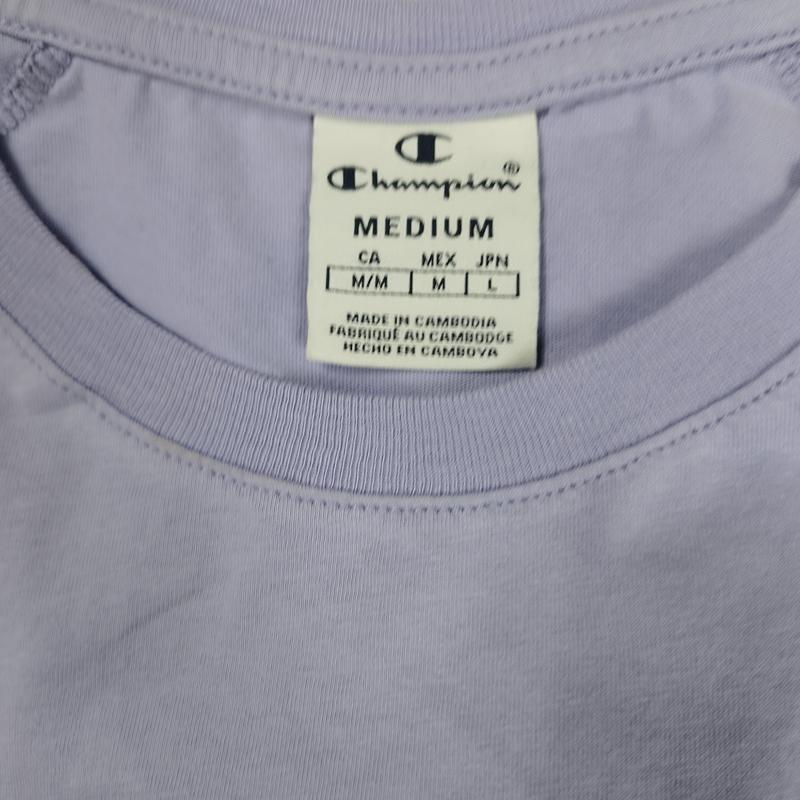 Champion®
MEDIUM
CA MEX JPN
M/M M L
MADE IN CAMBODIA
FABRIQUÉ AU CAMBODGE
HECHO EN CAMBOYA